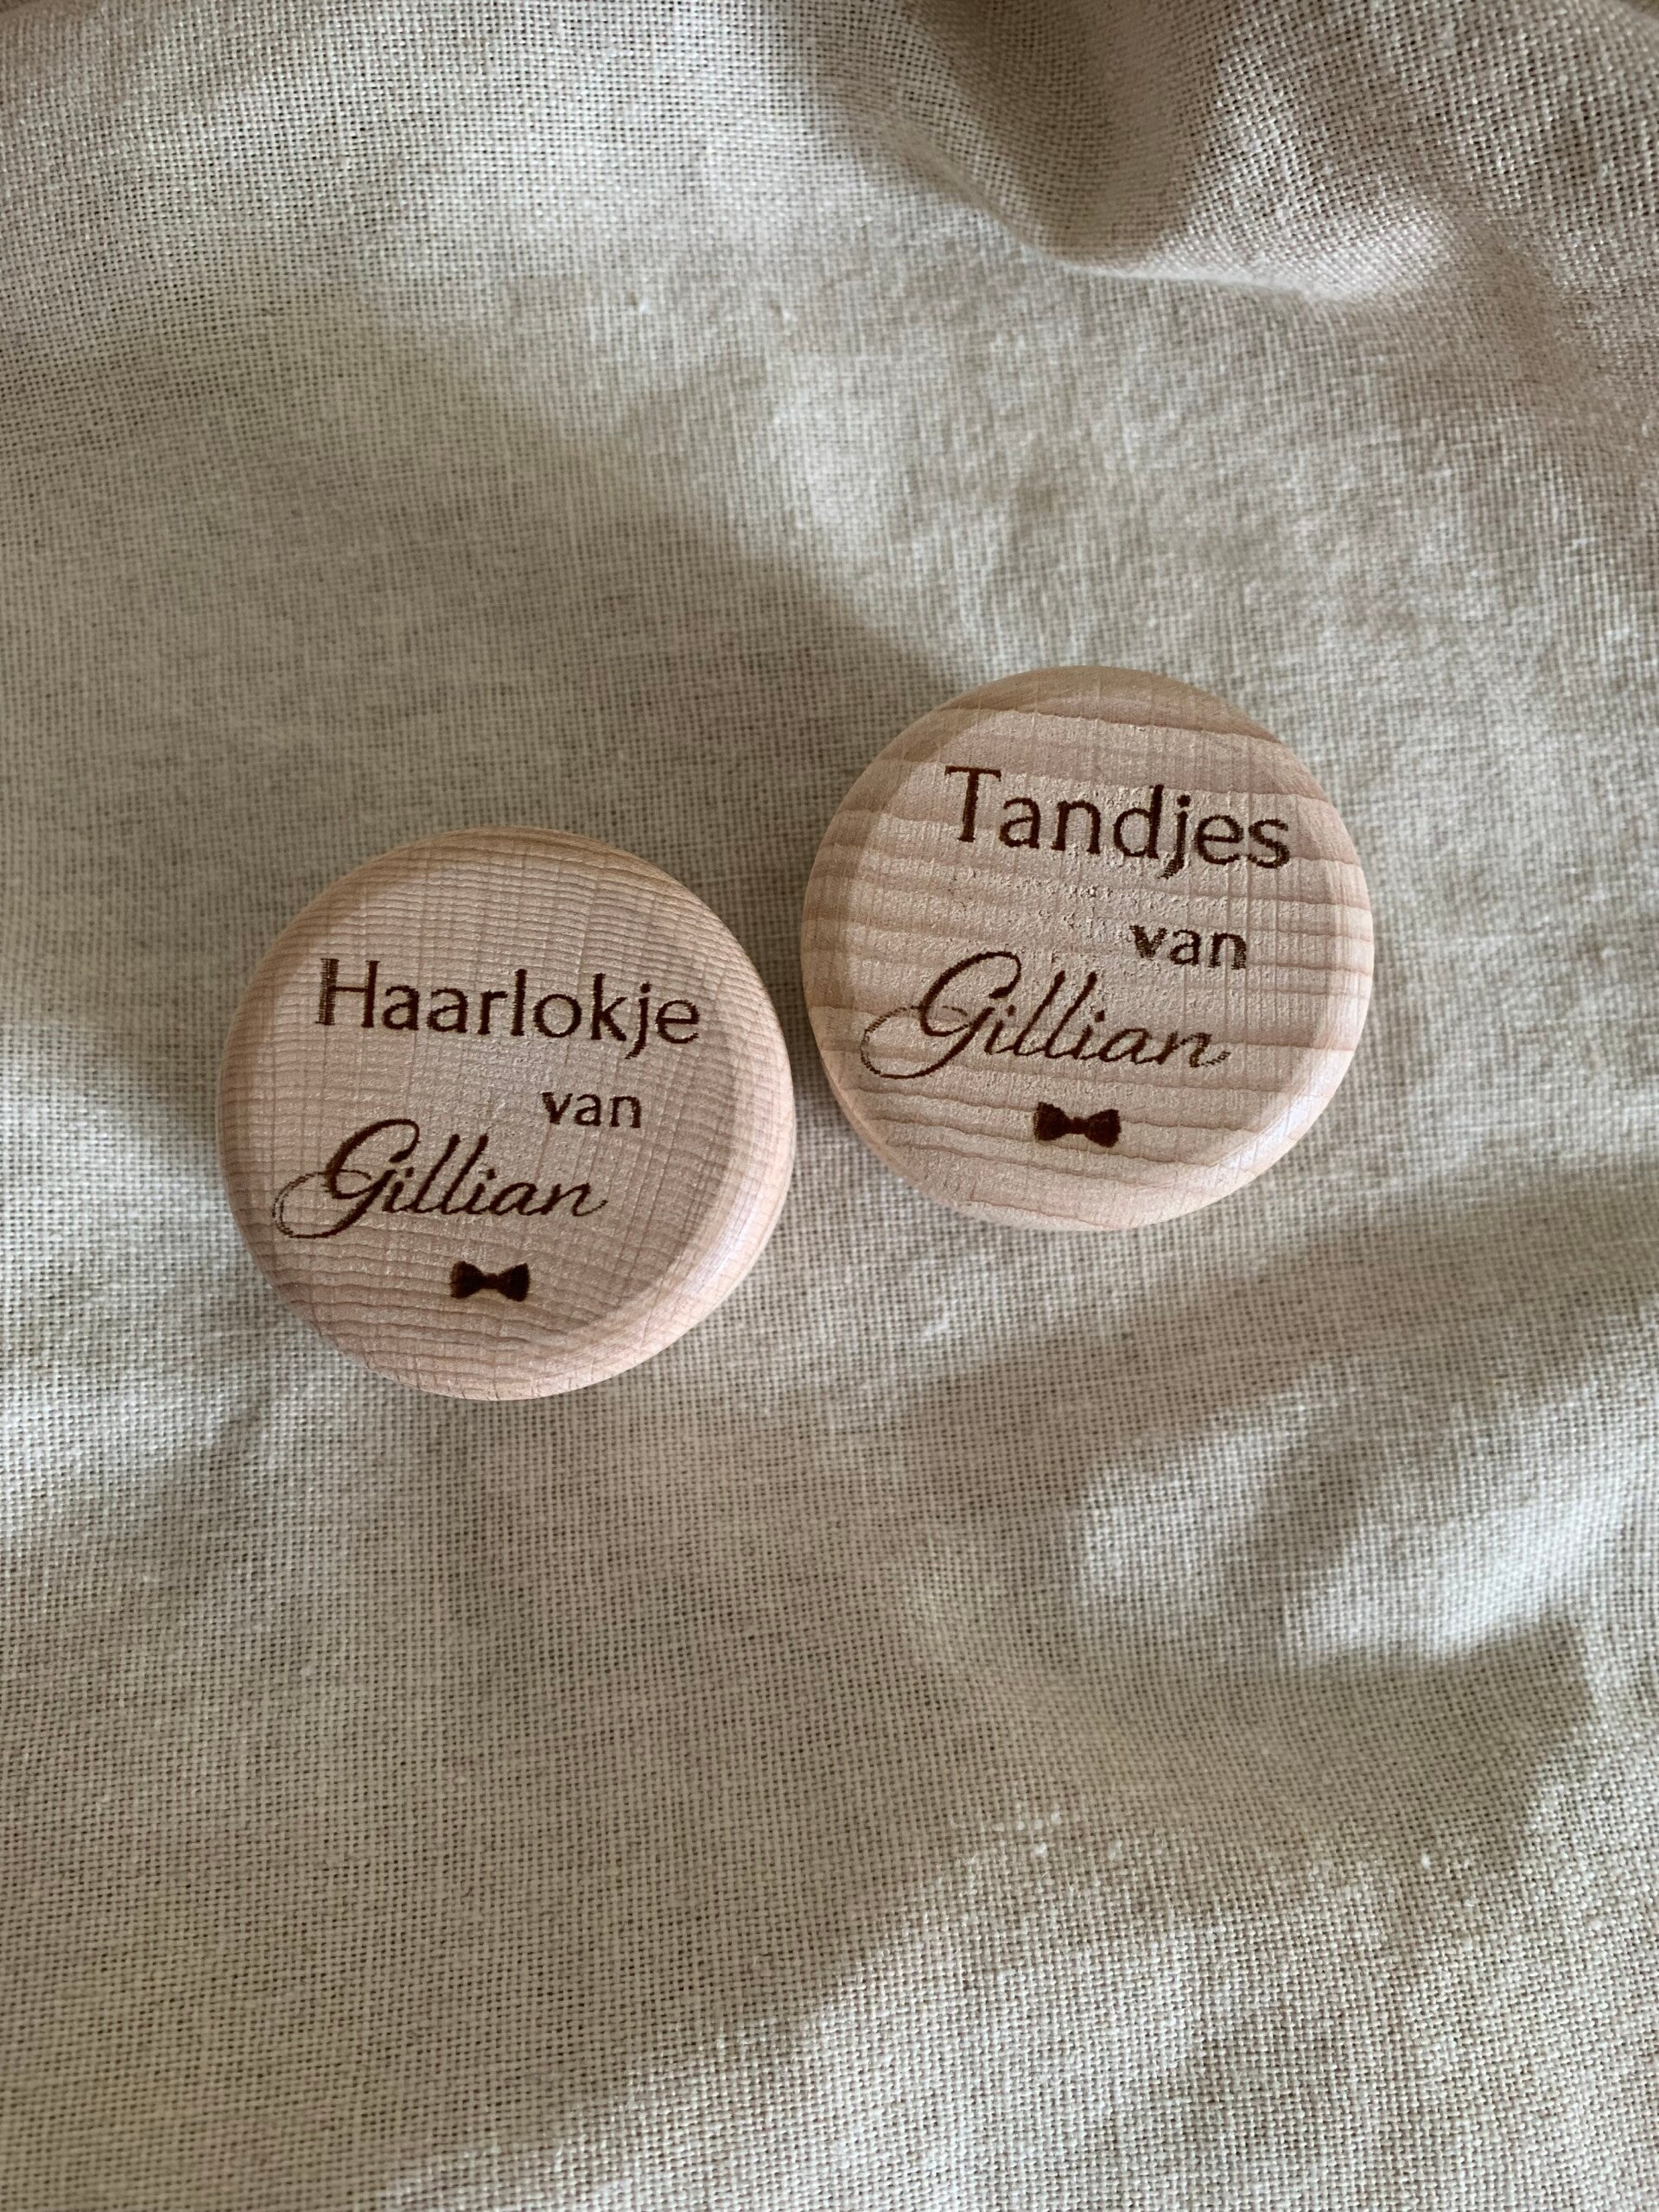 Haarlokje
van
Gillian
Tandjes
van
Gillian